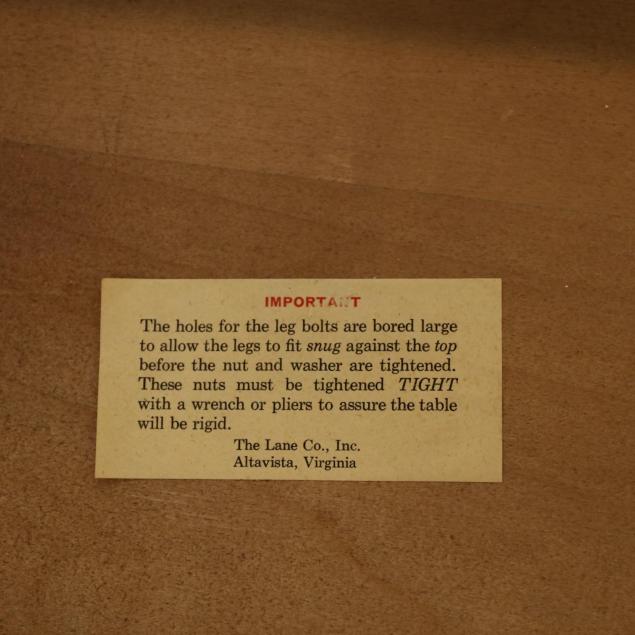 IMPORTANT
The holes for the leg bolts are bored large
to allow the legs to fit snug against the top
before the nut and washer are tightened.
These nuts must be tightened TIGHT
with a wrench or pliers to assure the table
will be rigid.
The Lane Co., Inc.
Altavista, Virginia